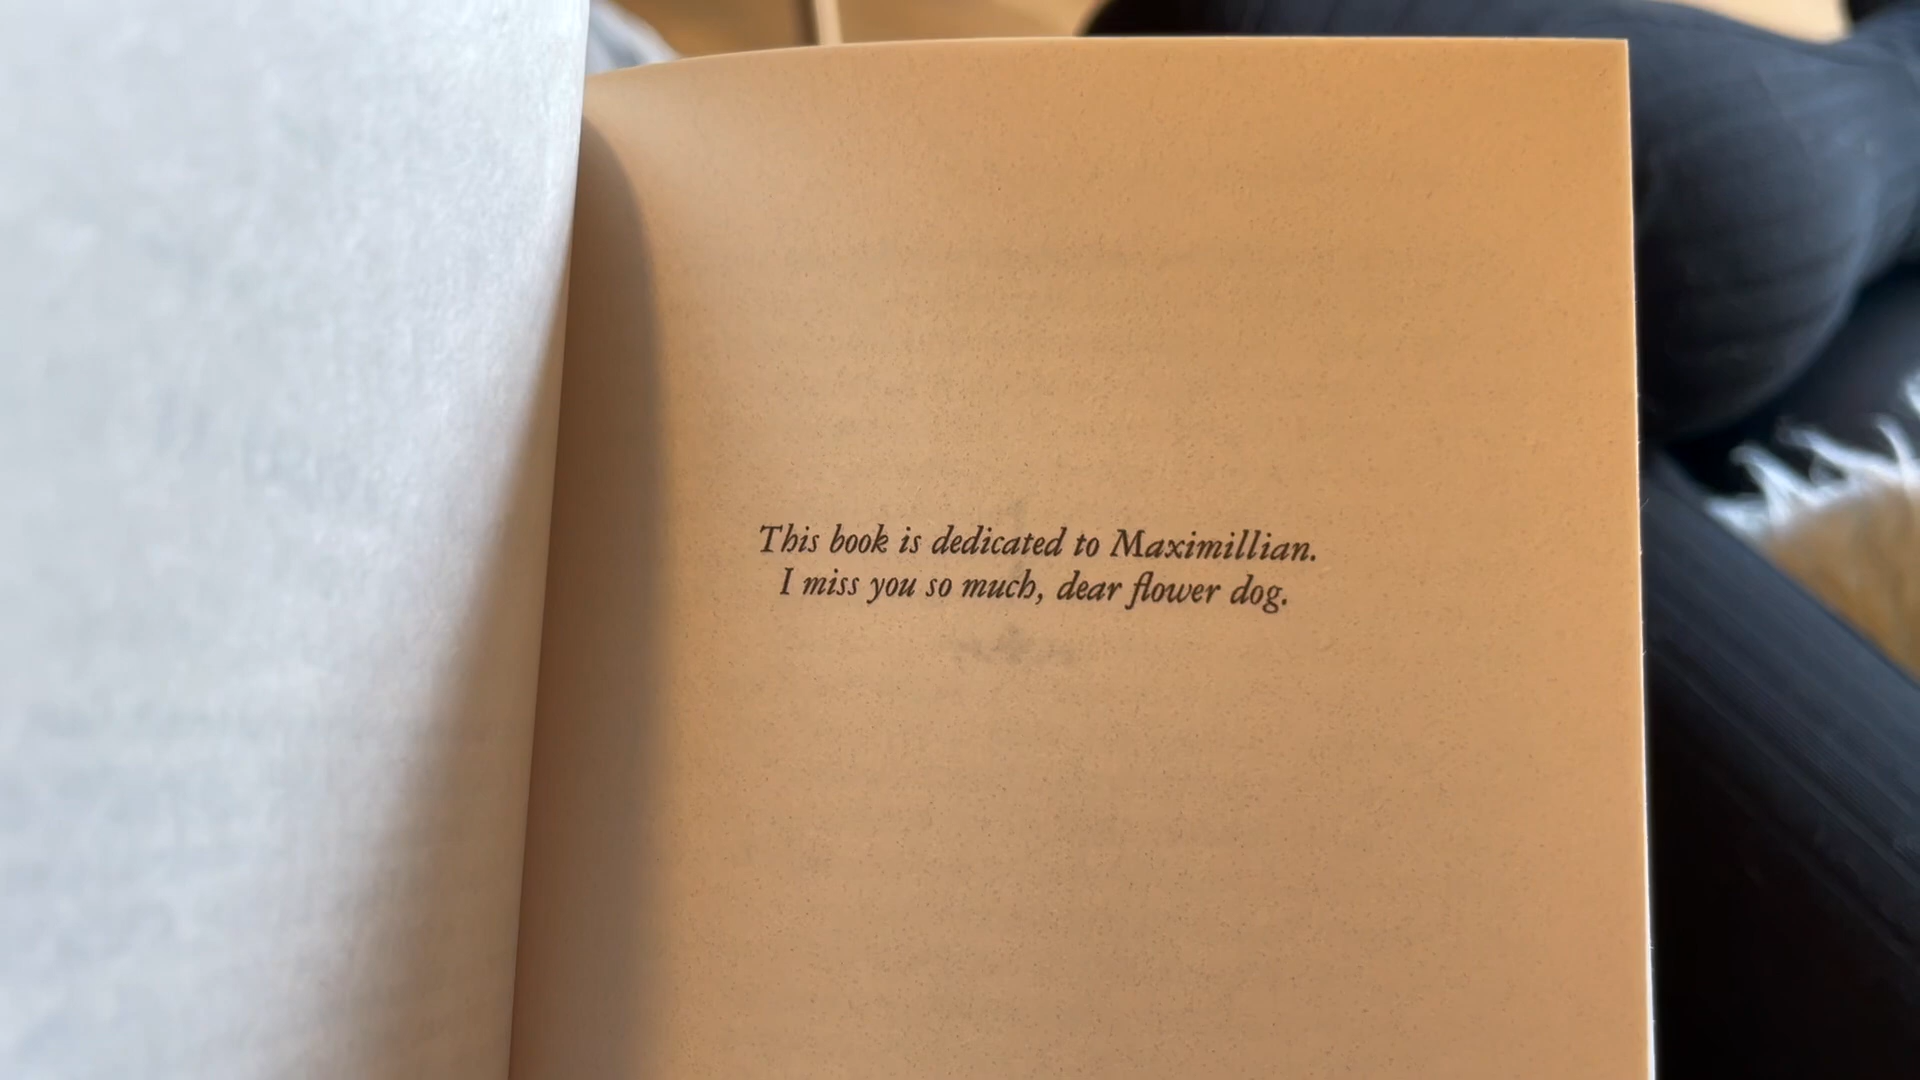 This book is dedicated to Maximillian.
I miss you so much, dear flower dog.